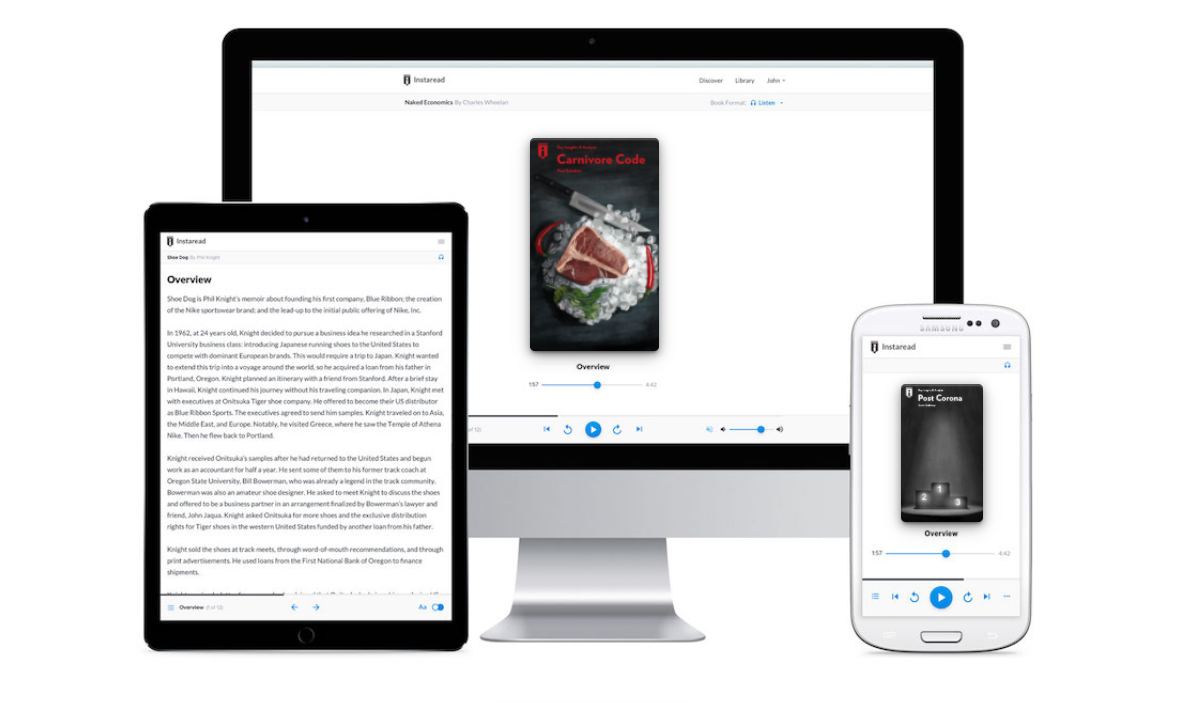 Instaread
Discover Library John
Naked Economics By Charles Wheelan
Book Format: Listen
Key Insights & Analysis
Carnivore Code
Overview
1:57 4:42
of 12)
Instaread
Shoe Dog By Phil Knight
Overview
Shoe Dog is Phil Knight's memoir about founding his first company, Blue Ribbon; the creation
of the Nike sportswear brand; and the lead-up to the initial public offering of Nike, Inc.
In 1962, at 24 years old, Knight decided to pursue a business idea he researched in a Stanford
University business class: introducing Japanese running shoes to the United States to
compete with dominant European brands. This would require a trip to Japan. Knight wanted
to extend this trip into a voyage around the world, so he acquired a loan from his father in
Portland, Oregon. Knight planned an itinerary with a friend from Stanford. After a brief stay
in Hawaii, Knight continued his journey without his traveling companion. In Japan, Knight met
with executives at Onitsuka Tiger shoe company. He offered to become their US distributor
as Blue Ribbon Sports. The executives agreed to send him samples. Knight traveled on to Asia,
the Middle East, and Europe. Notably, he visited Greece, where he saw the Temple of Athena
Nike. Then he flew back to Portland.
Knight received Onitsuka's samples after he had returned to the United States and begun
work as an accountant for half a year. He sent some of them to his former track coach at
Oregon State University, Bill Bowerman, who was already a legend in the track community.
Bowerman was also an amateur shoe designer. He asked to meet Knight to discuss the shoes
and offered to be a business partner in an arrangement finalized by Bowerman's lawyer and
friend, John Jaqua. Knight asked Onitsuka for more shoes and the exclusive distribution
rights for Tiger shoes in the western United States funded by another loan from his father.
Knight sold the shoes at track meets, through word-of-mouth recommendations, and through
print advertisements. He used loans from the First National Bank of Oregon to finance
shipments.
Overview (1 of 12)
Aa
SAMSUNG
Instaread
Key Insights & Analysis
Post Corona
1
2
3
Overview
1:57 4:42